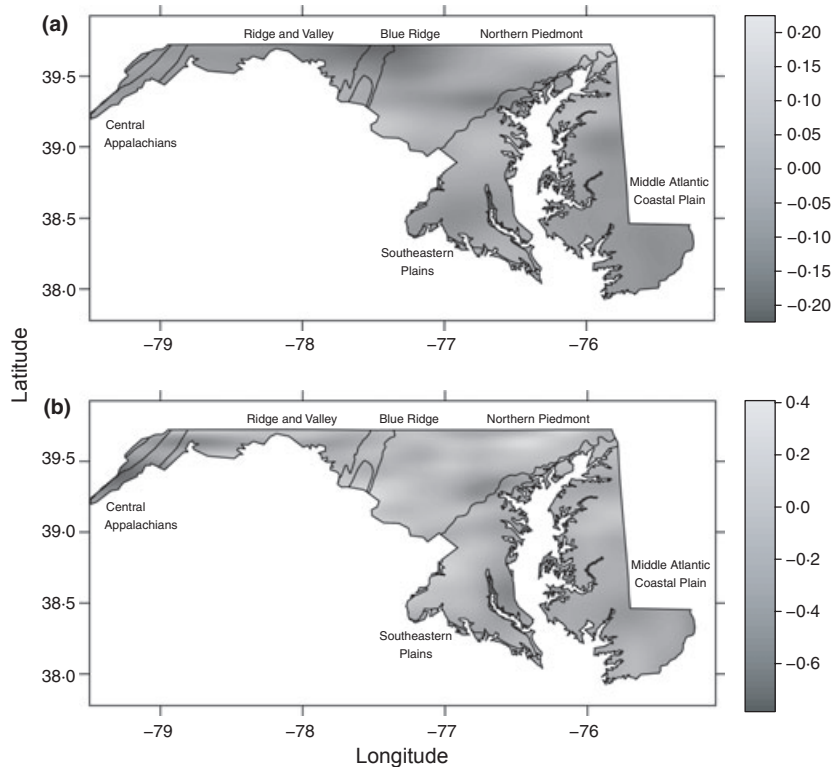 (a)
Ridge and Valley
Blue Ridge
Northern Piedmont
Central
Appalachians
Southeastern
Plains
Middle Atlantic
Coastal Plain
39·5
39·0
38·5
38·0
−79
−78
−77
−76
0·20
0·15
0·10
0·05
0·00
−0·05
−0·10
−0·15
−0·20
Latitude
(b)
Ridge and Valley
Blue Ridge
Northern Piedmont
Central
Appalachians
Southeastern
Plains
Middle Atlantic
Coastal Plain
39·5
39·0
38·5
38·0
−79
−78
−77
−76
0·4
0·2
0·0
−0·2
−0·4
−0·6
Longitude